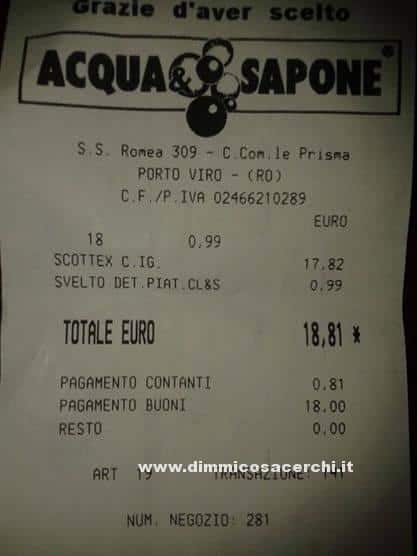 Grazie d'aver scelto
ACQUA & SAPONE®
S.S. Romea 309 - C.Com.le Prisma
PORTO VIRO - (RO)
C.F./P.IVA 02466210289
EURO
18 0,99
SCOTTEX C.IG. 17,82
SVELTO DET.PIAT.CL&S 0,99
TOTALE EURO 18,81 *
PAGAMENTO CONTANTI 0,81
PAGAMENTO BUONI 18,00
RESTO 0,00
www.dimmicosacerchi.it
ART 19 TRANSAZIONE: 141
NUM. NEGOZIO: 281